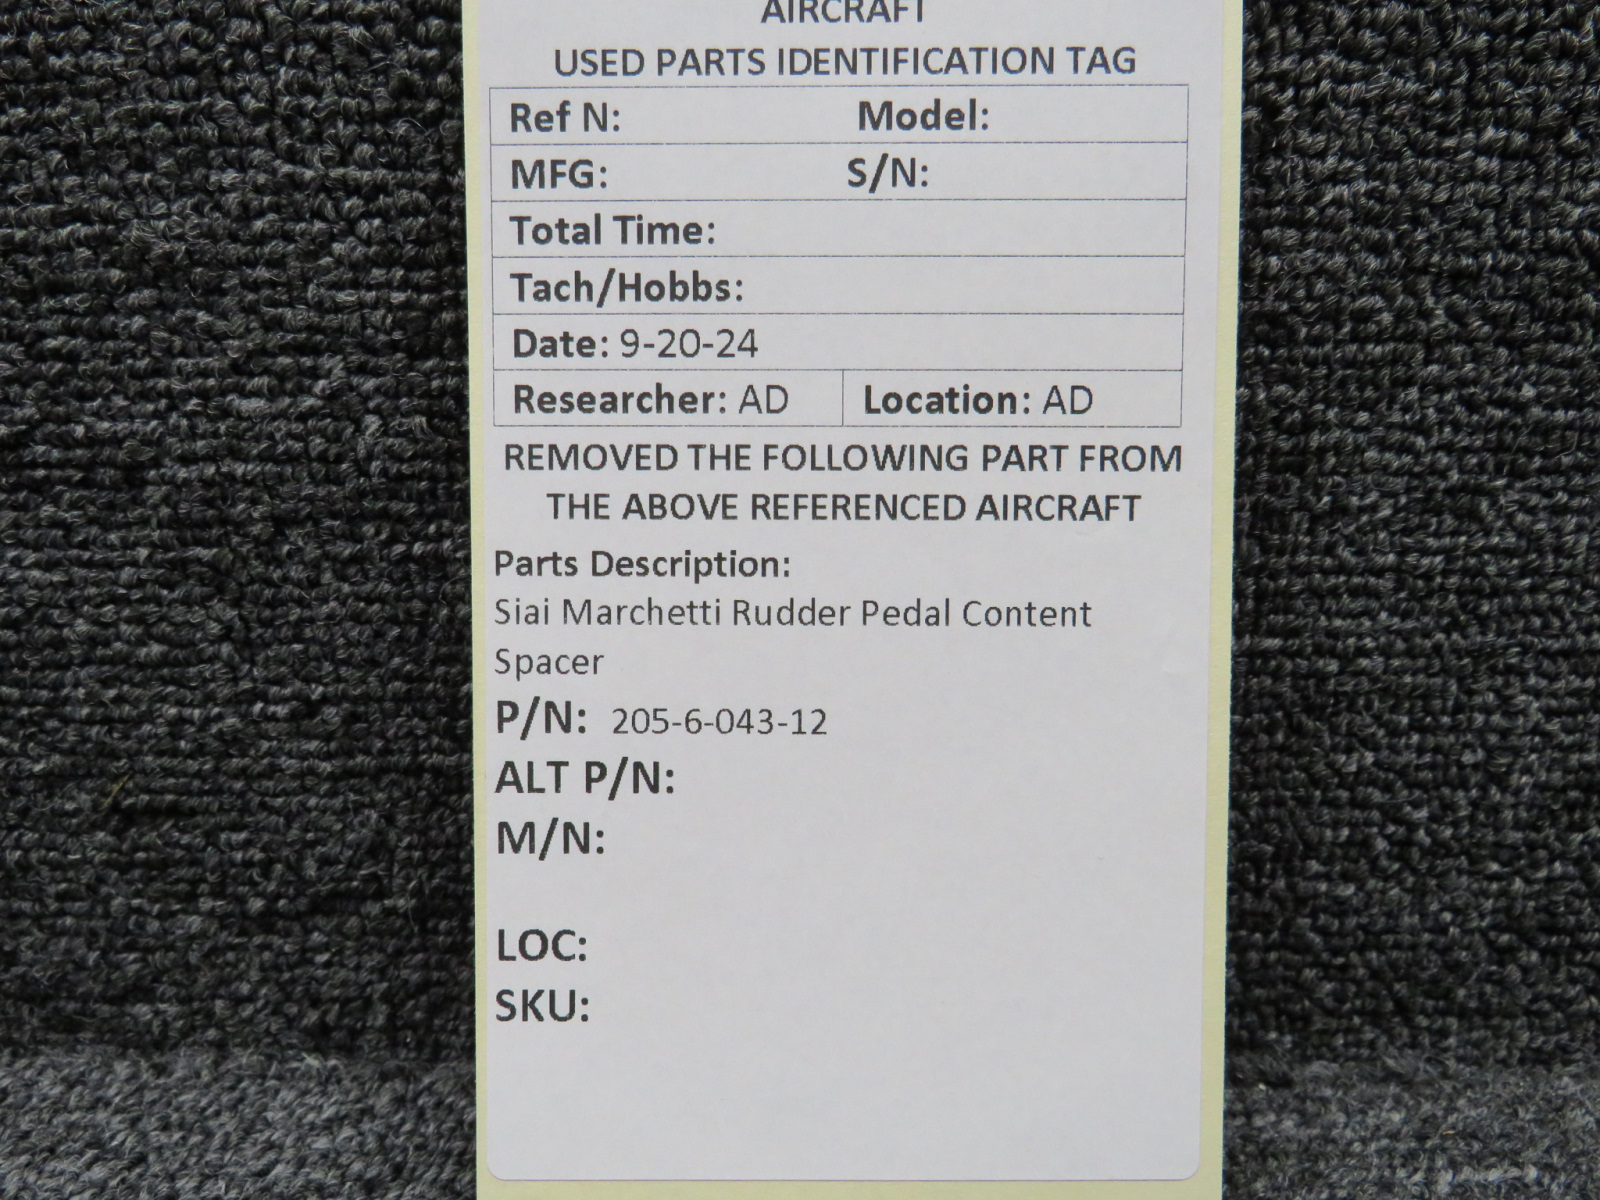 AIRCRAFT
USED PARTS IDENTIFICATION TAG
Ref N: Model:
MFG: S/N:
Total Time:
Tach/Hobbs:
Date: 9-20-24
Researcher: AD Location: AD
REMOVED THE FOLLOWING PART FROM
THE ABOVE REFERENCED AIRCRAFT
Parts Description:
Siai Marchetti Rudder Pedal Content
Spacer
P/N: 205-6-043-12
ALT P/N:
M/N:
LOC:
SKU: